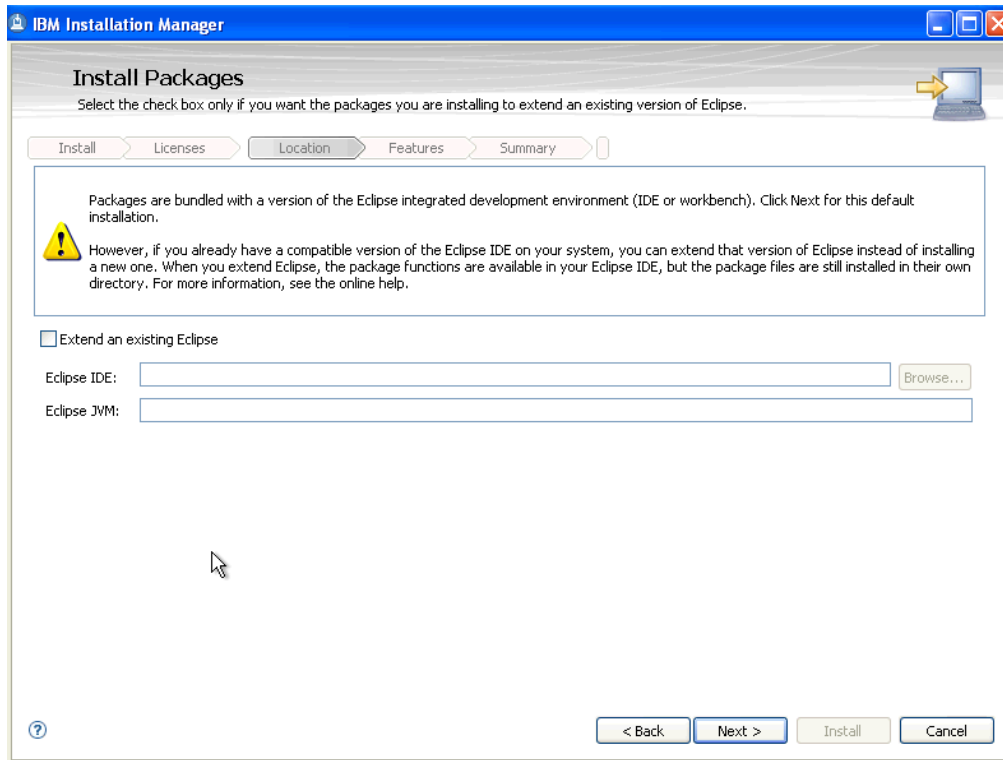 IBM Installation Manager
Install Packages
Select the check box only if you want the packages you are installing to extend an existing version of Eclipse.
Install Licenses Location Features Summary
Packages are bundled with a version of the Eclipse integrated development environment (IDE or workbench). Click Next for this default
installation.
However, if you already have a compatible version of the Eclipse IDE on your system, you can extend that version of Eclipse instead of installing
a new one. When you extend Eclipse, the package functions are available in your Eclipse IDE, but the package files are still installed in their own
directory. For more information, see the online help.
Extend an existing Eclipse
Eclipse IDE: Browse...
Eclipse JVM:
? < Back Next > Install Cancel